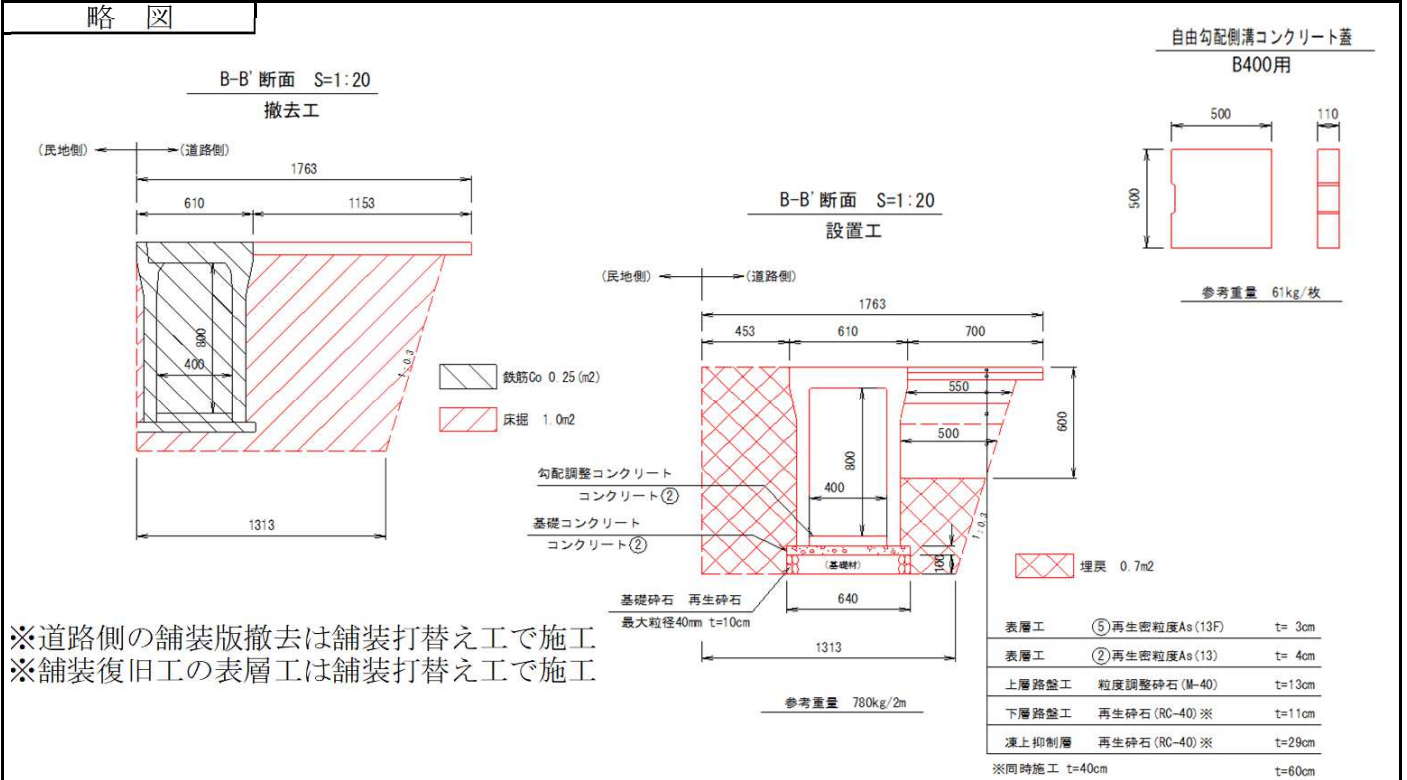 略 図
B-B' 断面 S=1:20
撤去工
(民地側)
(道路側)
1763
610
1153
800
400
1:0.3
1313
鉄筋Co 0.25(m2)
床掘 1.0m2
※道路側の舗装版撤去は舗装打替え工で施工
※舗装復旧工の表層工は舗装打替え工で施工
B-B' 断面 S=1:20
設置工
(民地側)
(道路側)
1763
453
610
700
550
500
600
800
400
勾配調整コンクリート
コンクリート②
基礎コンクリート
コンクリート②
(基礎材)
100
1:0.3
基礎砕石 再生砕石
最大粒径40mm t=10cm
640
1313
参考重量 780kg/2m
埋戻 0.7m2
自由勾配側溝コンクリート蓋
B400用
500
110
500
参考重量 61kg/枚
表層工 ⑤再生密粒度As(13F) t= 3cm
表層工 ②再生密粒度As(13) t= 4cm
上層路盤工 粒度調整砕石(M-40) t=13cm
下層路盤工 再生砕石(RC-40)※ t=11cm
凍上抑制層 再生砕石(RC-40)※ t=29cm
※同時施工 t=40cm t=60cm